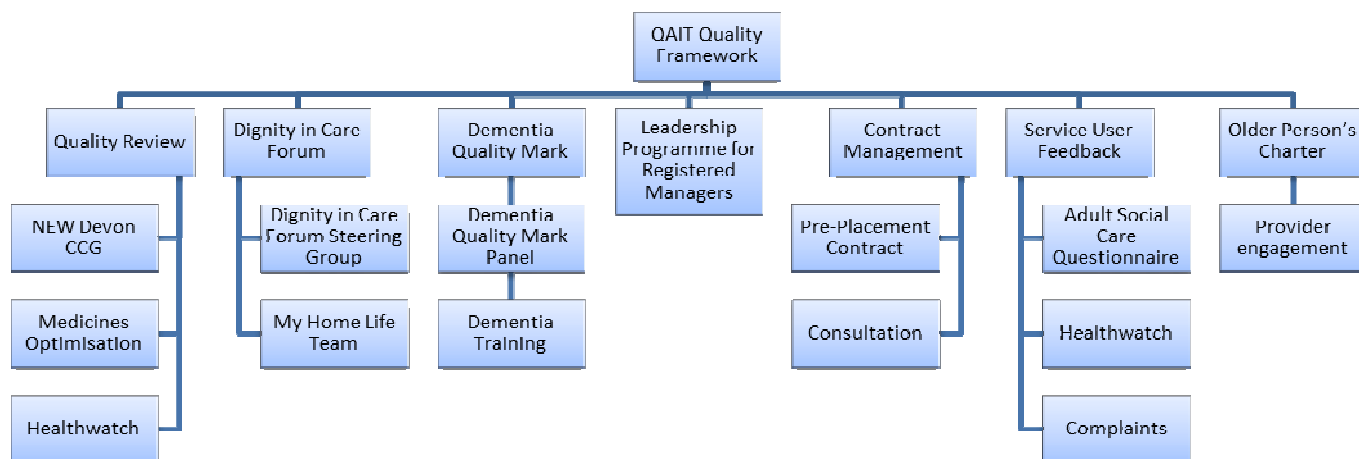 QAIT Quality
Framework
Quality Review
Dignity in Care
Forum
Dementia
Quality Mark
Leadership
Programme for
Registered
Managers
Contract
Management
Service User
Feedback
Older Person's
Charter
NEW Devon
CCG
Dignity in Care
Forum Steering
Group
Dementia
Quality Mark
Panel
Pre-Placement
Contract
Adult Social
Care
Questionnaire
Provider
engagement
Medicines
Optimisation
My Home Life
Team
Dementia
Training
Consultation
Healthwatch
Healthwatch
Complaints